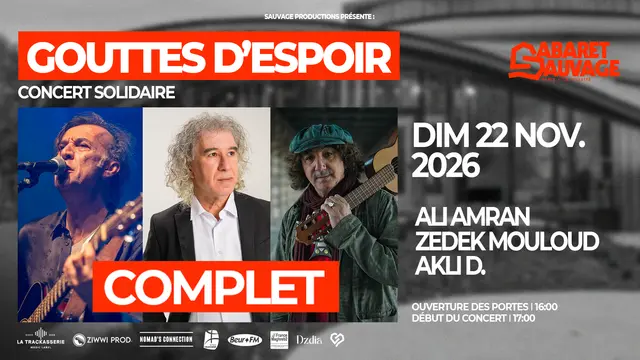 SAUVAGE PRODUCTIONS PRÉSENTE :
GOUTTES D'ESPOIR
CONCERT SOLIDAIRE
CABARET
SAUVAGE
DIM 22 NOV.
2026
ALI AMRAN
ZEDEK MOULOUD
AKLI D.
COMPLET
OUVERTURE DES PORTES | 16:00
DÉBUT DU CONCERT | 17:00
LA TRACKASSERIE
MUSIC LABEL
ZIWWI PROD
NOMAD'S CONNECTION
Beur FM
Dzdia